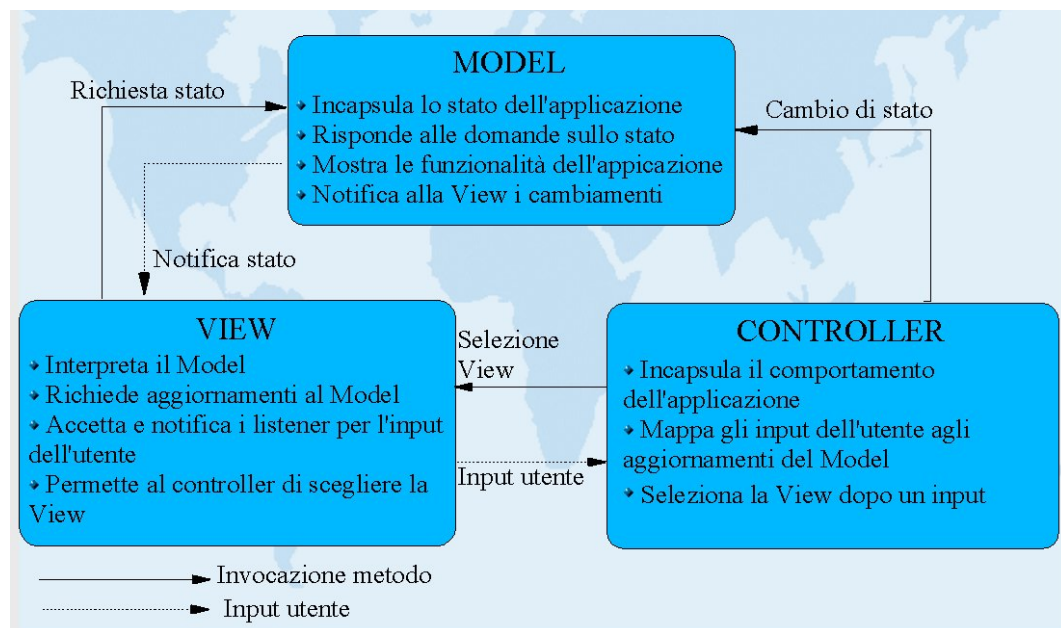 MODEL
Richiesta stato
Incapsula lo stato dell'applicazione
Risponde alle domande sullo stato
Mostra le funzionalità dell'appicazione
Notifica alla View i cambiamenti
Cambio di stato
Notifica stato
VIEW
Interpreta il Model
Richiede aggiornamenti al Model
Accetta e notifica i listener per l'input
dell'utente
Permette al controller di scegliere la
View
Selezione
View
Input utente
CONTROLLER
Incapsula il comportamento
dell'applicazione
Mappa gli input dell'utente agli
aggiornamenti del Model
Seleziona la View dopo un input
Invocazione metodo
Input utente